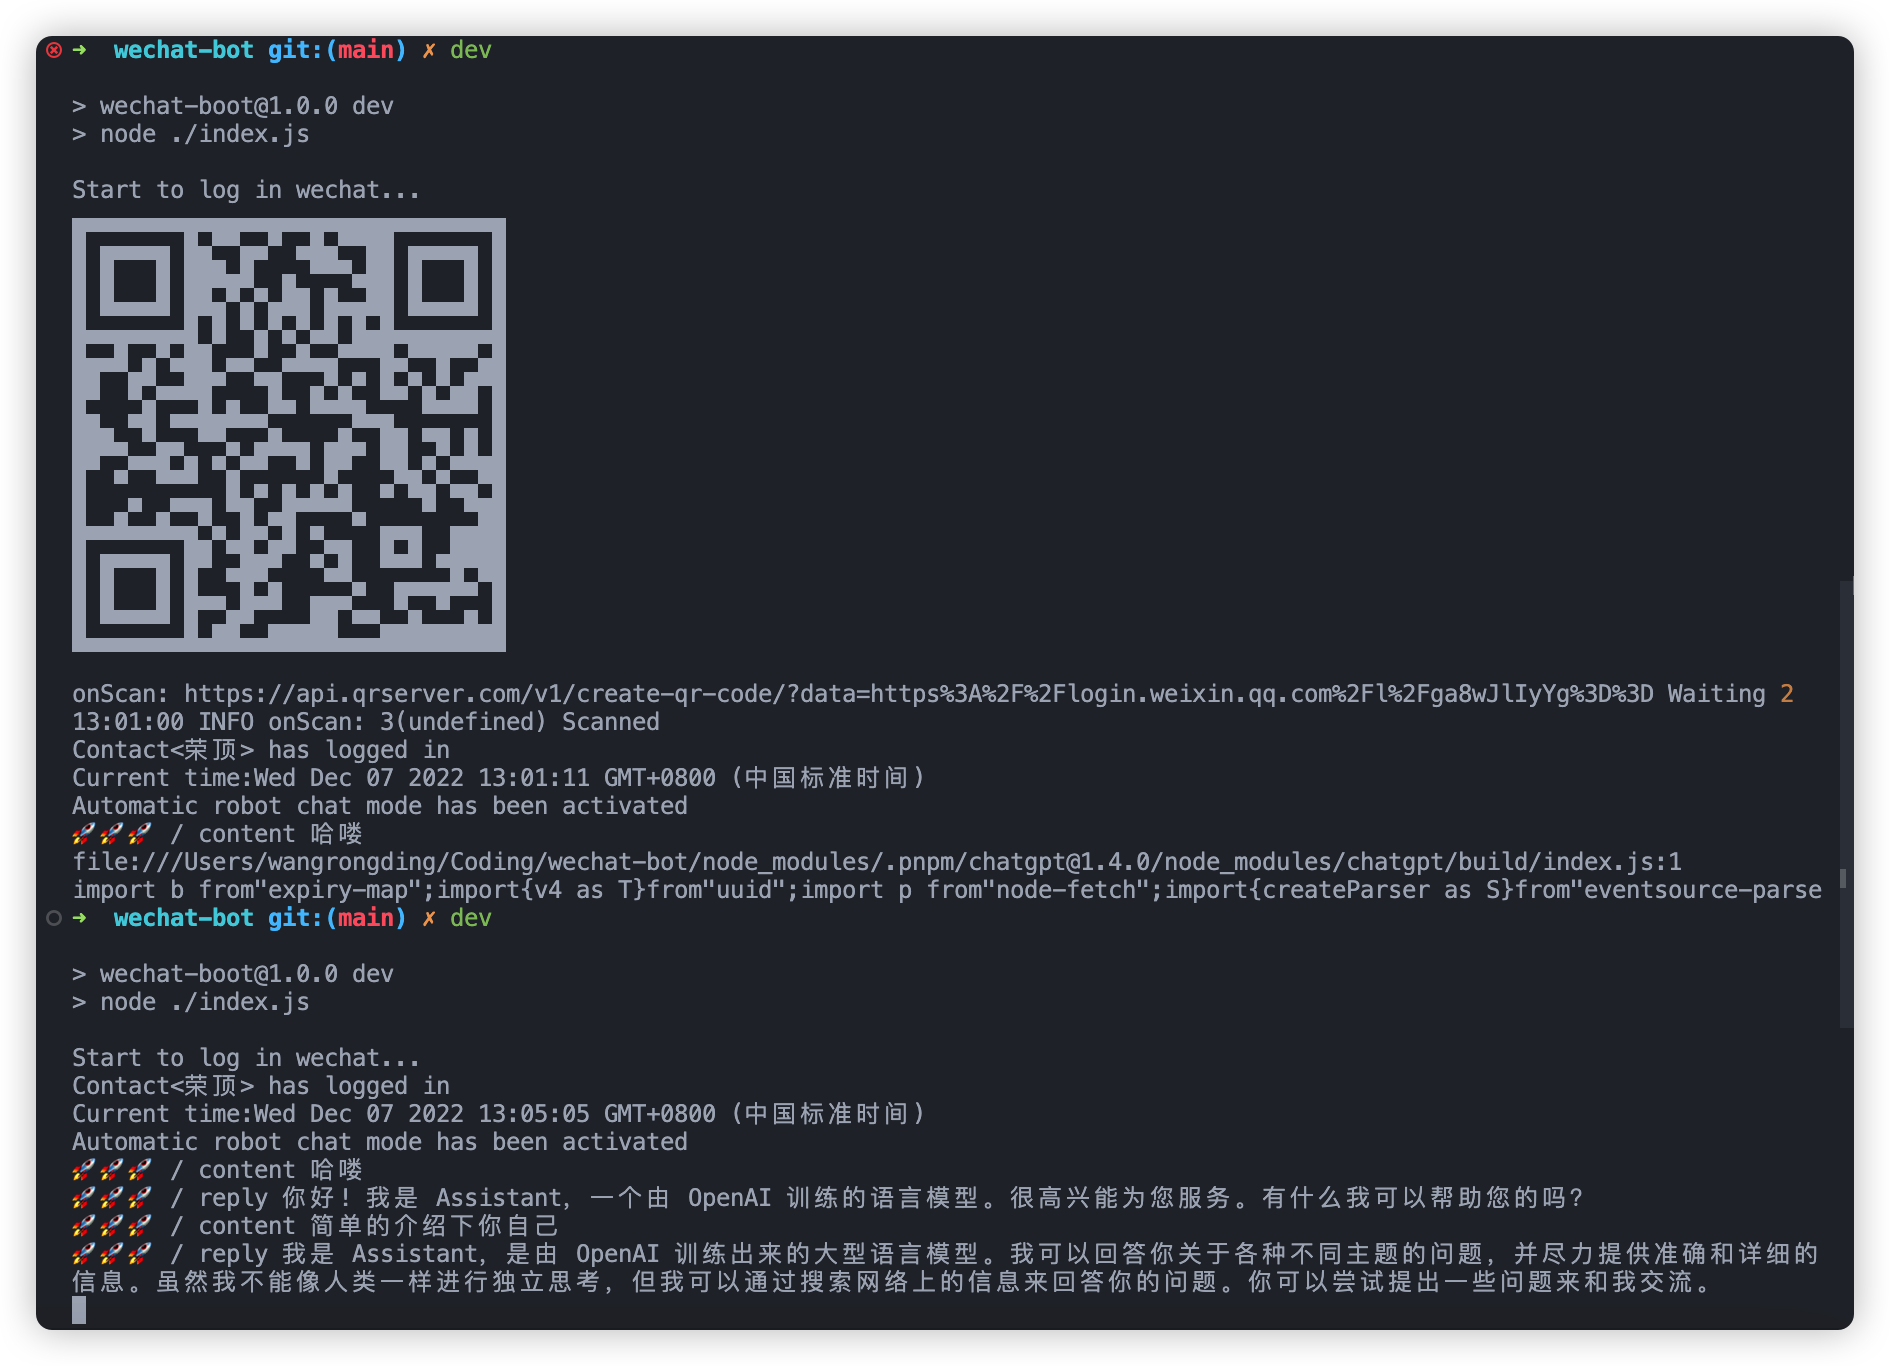 ➜ wechat-bot git:(main) ✗ dev
> wechat-boot@1.0.0 dev
> node ./index.js
Start to log in wechat...
onScan: https://api.qrserver.com/v1/create-qr-code/?data=https%3A%2F%2Flogin.weixin.qq.com%2Fl%2Fga8wJlIyYg%3D%3D Waiting 2
13:01:00 INFO onScan: 3(undefined) Scanned
Contact<荣顶> has logged in
Current time:Wed Dec 07 2022 13:01:11 GMT+0800 (中国标准时间)
Automatic robot chat mode has been activated
🚀🚀🚀 / content 哈喽
file:///Users/wangrongding/Coding/wechat-bot/node_modules/.pnpm/chatgpt@1.4.0/node_modules/chatgpt/build/index.js:1
import b from"expiry-map";import{v4 as T}from"uuid";import p from"node-fetch";import{createParser as S}from"eventsource-parse
➜ wechat-bot git:(main) ✗ dev
> wechat-boot@1.0.0 dev
> node ./index.js
Start to log in wechat...
Contact<荣顶> has logged in
Current time:Wed Dec 07 2022 13:05:05 GMT+0800 (中国标准时间)
Automatic robot chat mode has been activated
🚀🚀🚀 / content 哈喽
🚀🚀🚀 / reply 你好！我是 Assistant，一个由 OpenAI 训练的语言模型。很高兴能为您服务。有什么我可以帮助您的吗？
🚀🚀🚀 / content 简单的介绍下你自己
🚀🚀🚀 / reply 我是 Assistant，是由 OpenAI 训练出来的大型语言模型。我可以回答你关于各种不同主题的问题，并尽力提供准确和详细的
信息。虽然我不能像人类一样进行独立思考，但我可以通过搜索网络上的信息来回答你的问题。你可以尝试提出一些问题来和我交流。